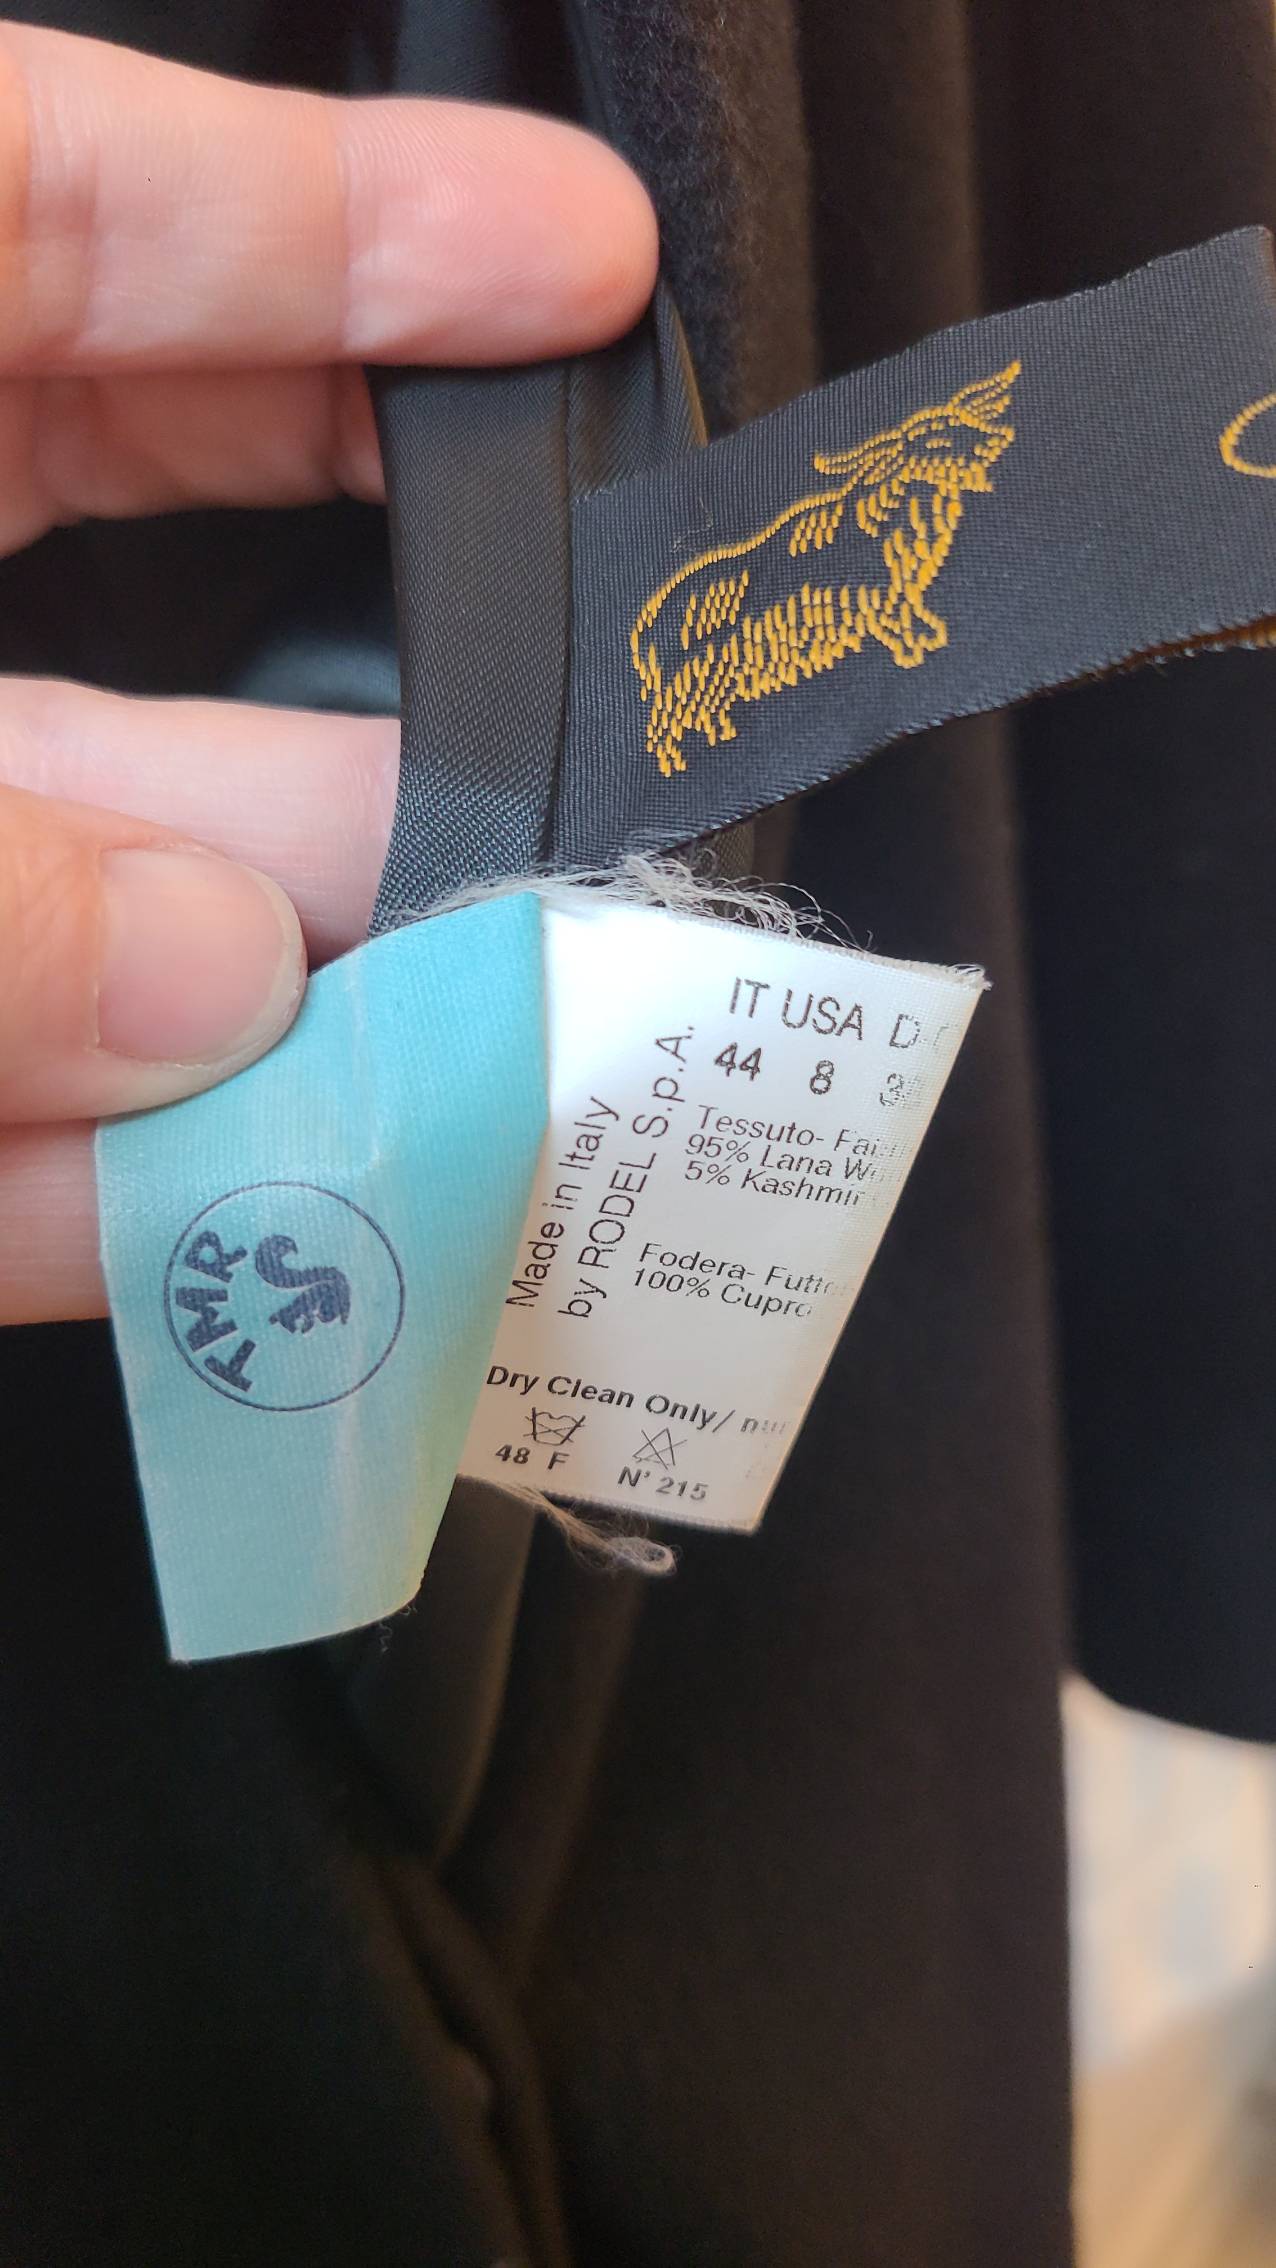 IT USA D
44 8
Tessuto-
95% Lana
5% Kashmir
Made in Italy
by RODEL S.p.A.
Fodera-
100% Cupro
Dry Clean Only/
48 F
N° 215
TMR